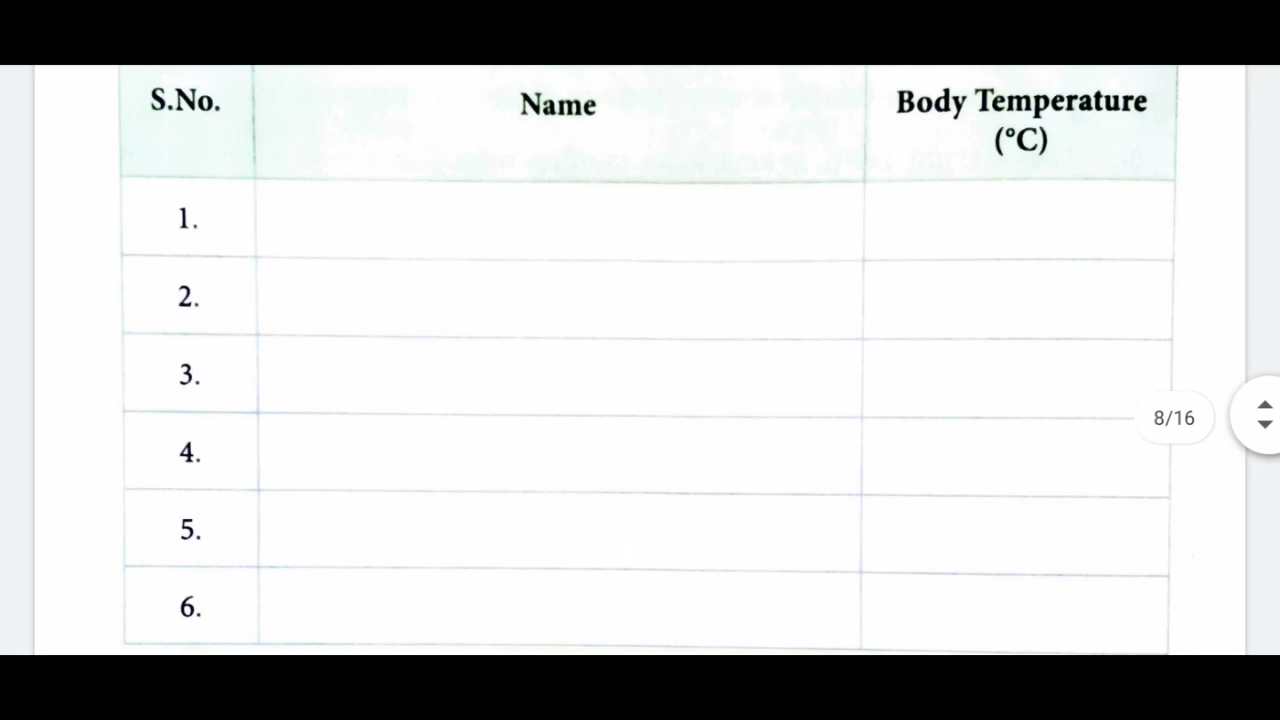 S.No.
Name
Body Temperature
(°C)
1.
2.
3.
4.
5.
6.
8/16